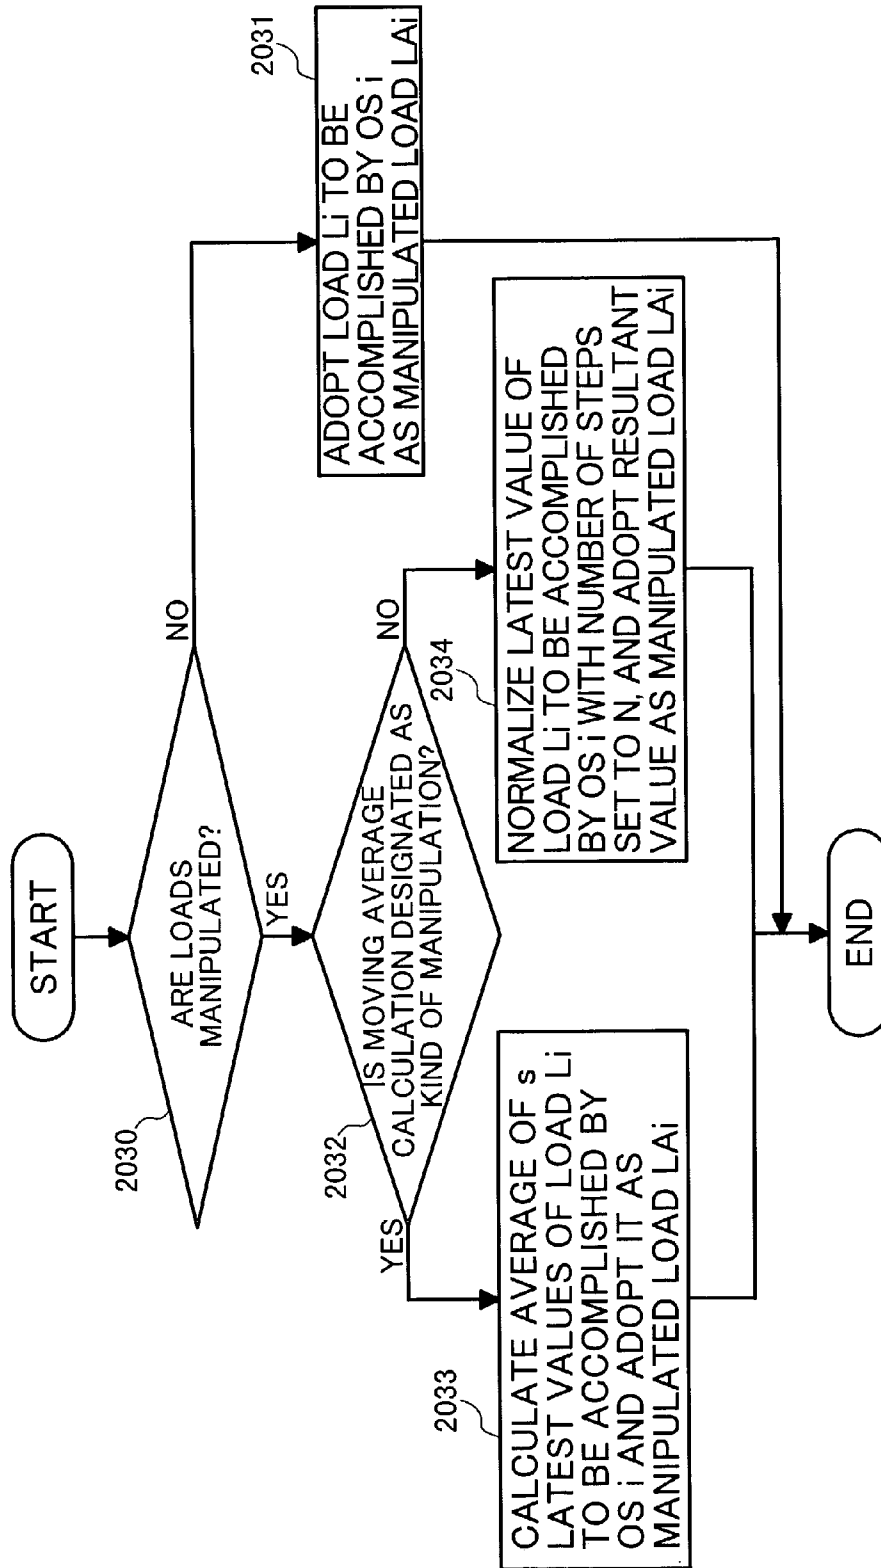 START
2030
ARE LOADS
MANIPULATED?
NO
YES
2031
ADOPT LOAD Li TO BE
ACCOMPLISHED BY OS i
AS MANIPULATED LOAD LAi
2032
IS MOVING AVERAGE
CALCULATION DESIGNATED AS
KIND OF MANIPULATION?
YES
NO
2033
CALCULATE AVERAGE OF s
LATEST VALUES OF LOAD Li
TO BE ACCOMPLISHED BY
OS i AND ADOPT IT AS
MANIPULATED LOAD LAi
2034
NORMALIZE LATEST VALUE OF
LOAD Li TO BE ACCOMPLISHED
BY OS i WITH NUMBER OF STEPS
SET TO N, AND ADOPT RESULTANT
VALUE AS MANIPULATED LOAD LAi
END